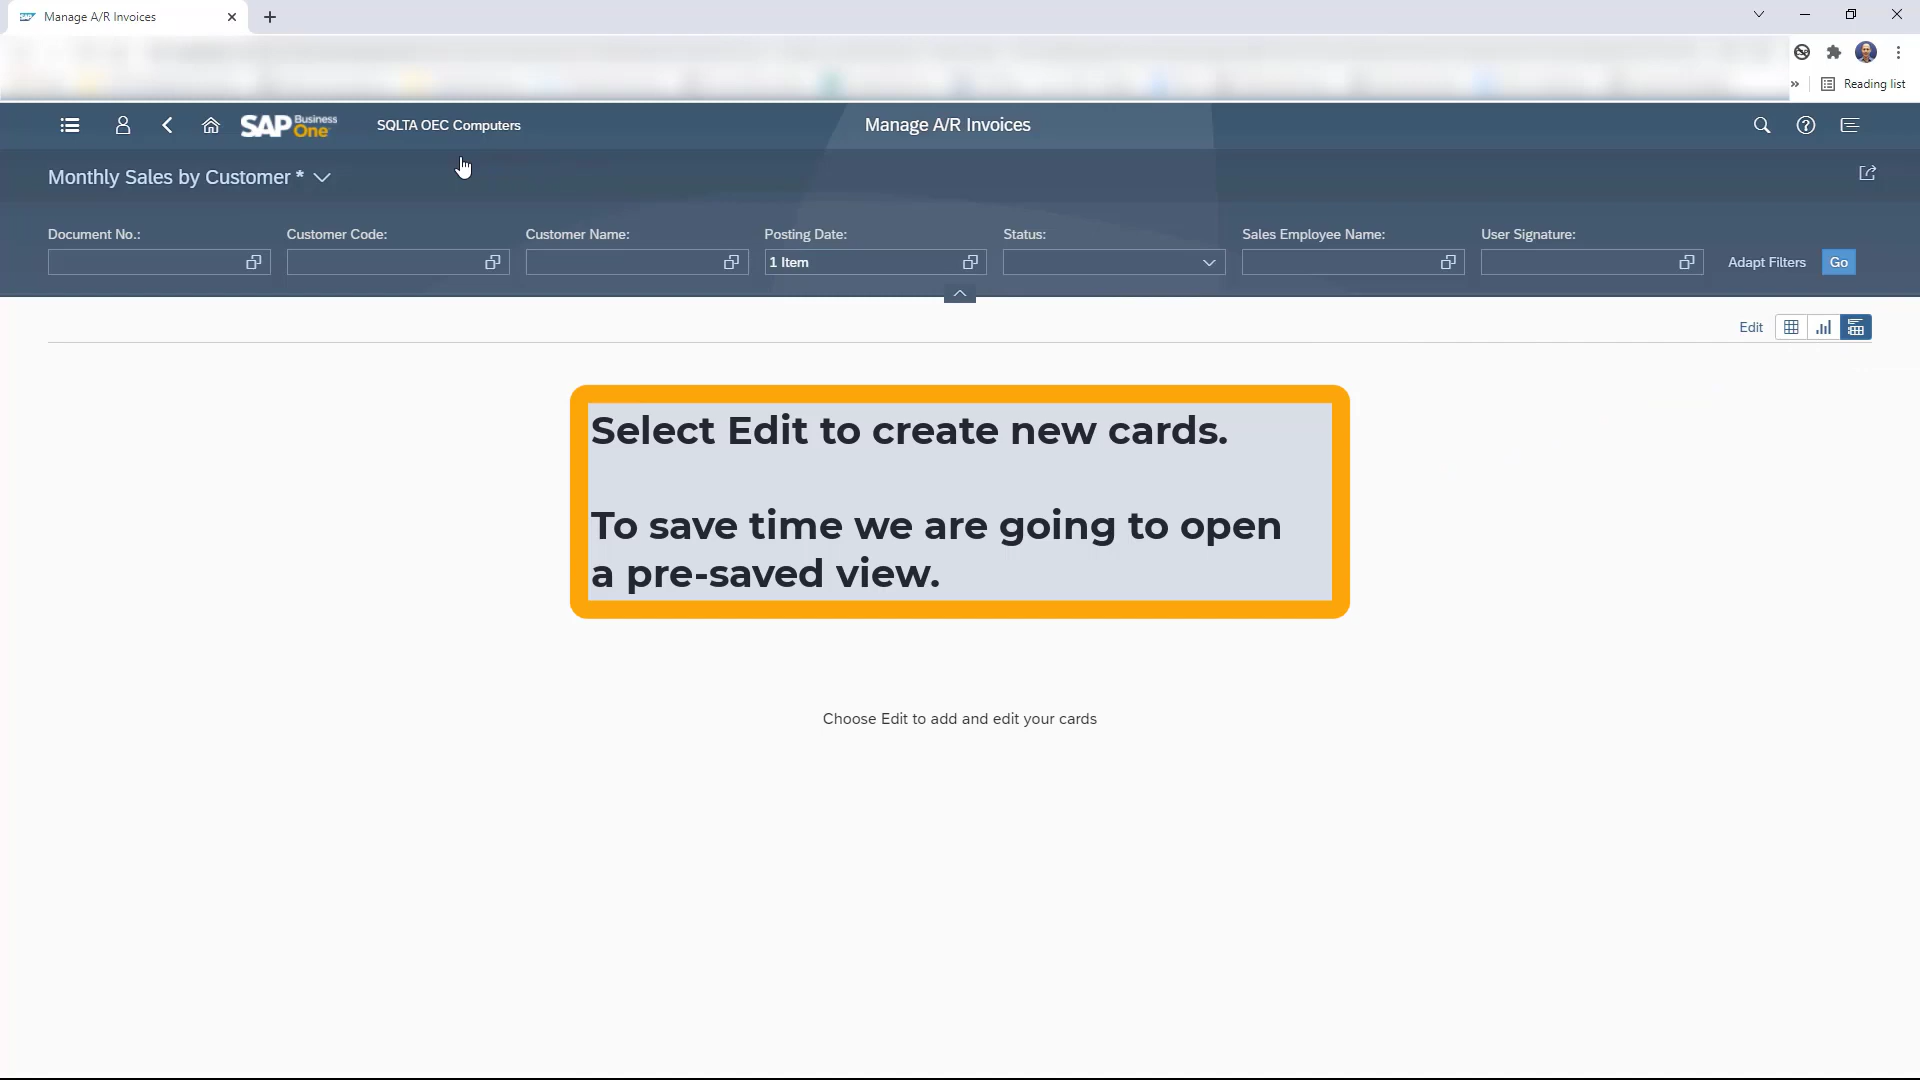 Manage A/R Invoices
Reading list
SAP Business One
SQLTA OEC Computers
Manage A/R Invoices
Monthly Sales by Customer *
Document No.:
Customer Code:
Customer Name:
Posting Date:
Status:
Sales Employee Name:
User Signature:
1 Item
Adapt Filters
Go
Edit
Select Edit to create new cards.
To save time we are going to open
a pre-saved view.
Choose Edit to add and edit your cards